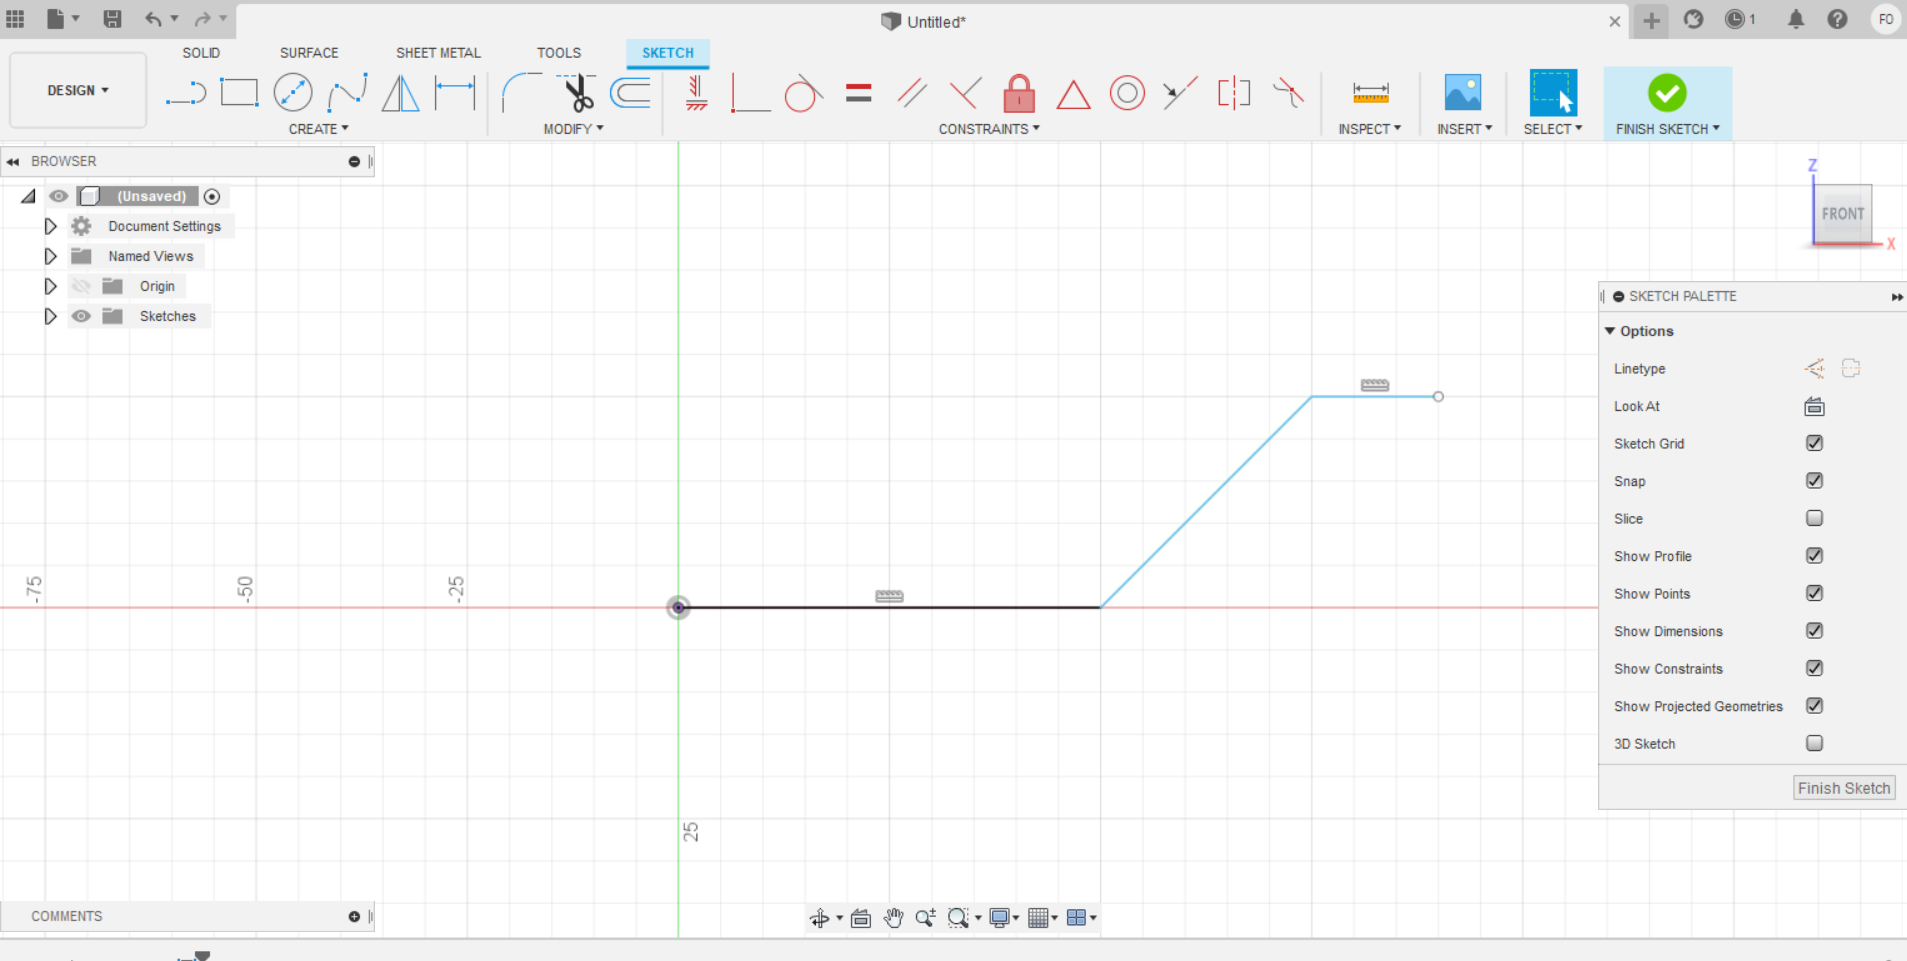 Untitled*
1
FO
SOLID SURFACE SHEET METAL TOOLS SKETCH
DESIGN
CREATE MODIFY CONSTRAINTS INSPECT INSERT SELECT FINISH SKETCH
BROWSER
(Unsaved)
Document Settings
Named Views
Origin
Sketches
Z
FRONT
X
SKETCH PALETTE
Options
Linetype
Look At
Sketch Grid
Snap
Slice
Show Profile
Show Points
Show Dimensions
Show Constraints
Show Projected Geometries
3D Sketch
Finish Sketch
-75 -50 -25
25
COMMENTS